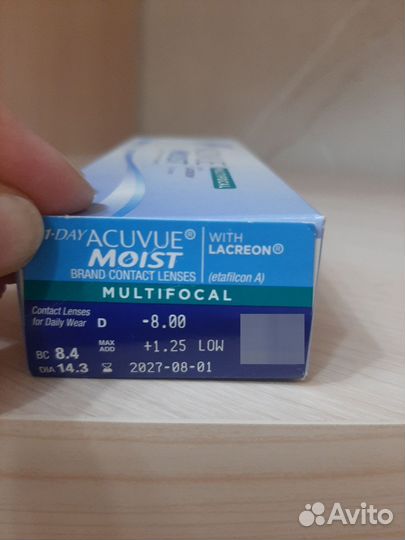 1-DAY ACUVUE® MOIST
BRAND CONTACT LENSES
WITH LACREON®
(etafilcon A)
MULTIFOCAL
Contact Lenses for Daily Wear
D -8.00
MAX ADD +1.25 LOW
BC 8.4
DIA 14.3 2027-08-01
Avito